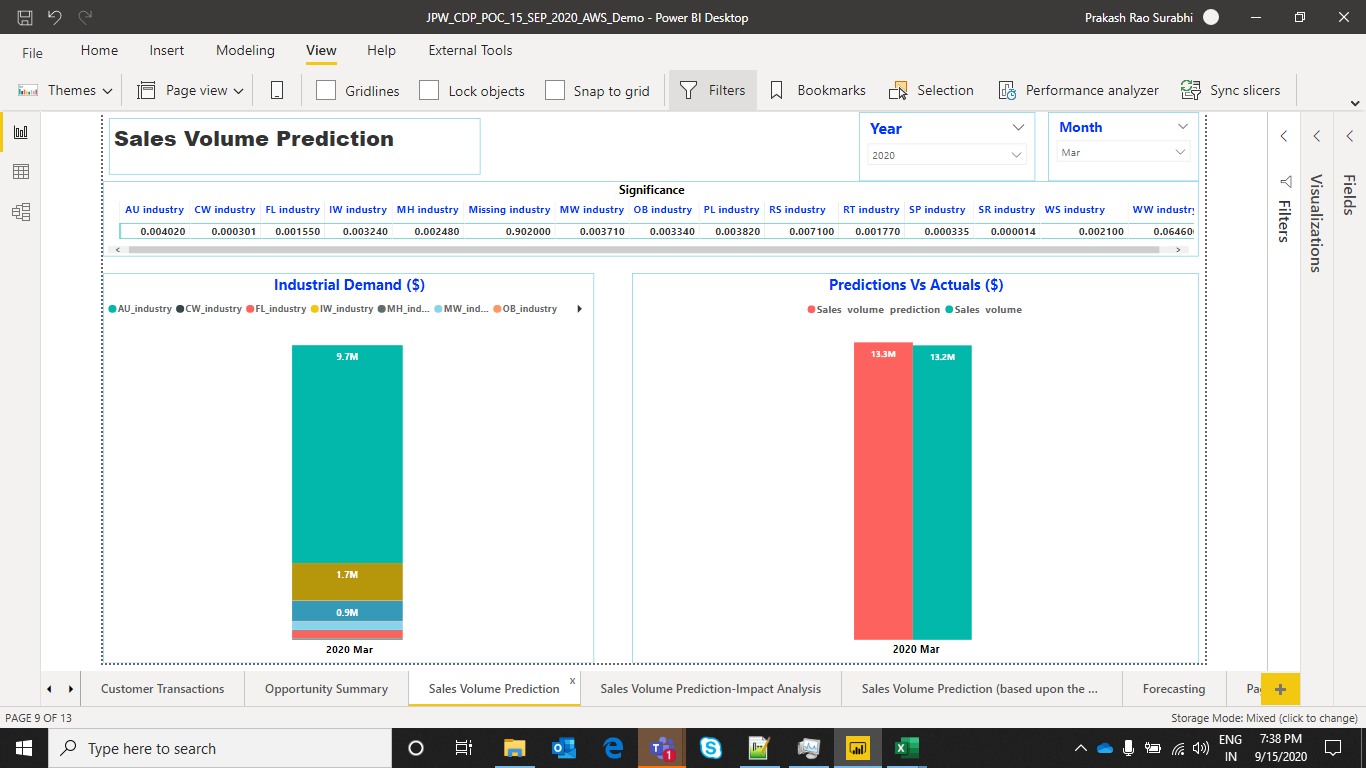 JPW_CDP_POC_15_SEP_2020_AWS_Demo - Power BI Desktop
Prakash Rao Surabhi
File Home Insert Modeling View Help External Tools
Themes Page view Gridlines Lock objects Snap to grid Filters Bookmarks Selection Performance analyzer Sync slicers
Sales Volume Prediction
Year
2020
Month
Mar
Significance
AU industry CW industry FL industry IW industry MH industry Missing industry MW industry OB industry PL industry RS industry RT industry SP industry SR industry WS industry WW industry
0.004020 0.000301 0.001550 0.003240 0.002480 0.902000 0.003710 0.003340 0.003820 0.007100 0.001770 0.000335 0.000014 0.002100 0.06460
Industrial Demand ($)
AU_industry CW_industry FL_industry IW_industry MH_ind... MW_ind... OB_industry
9.7M
1.7M
0.9M
2020 Mar
Predictions Vs Actuals ($)
Sales volume prediction Sales volume
13.3M 13.2M
2020 Mar
Filters
Visualizations
Fields
Customer Transactions Opportunity Summary Sales Volume Prediction x Sales Volume Prediction-Impact Analysis Sales Volume Prediction (based upon the ... Forecasting Pa +
PAGE 9 OF 13
Storage Mode: Mixed (click to change)
Type here to search
1
ENG
IN
7:38 PM
9/15/2020